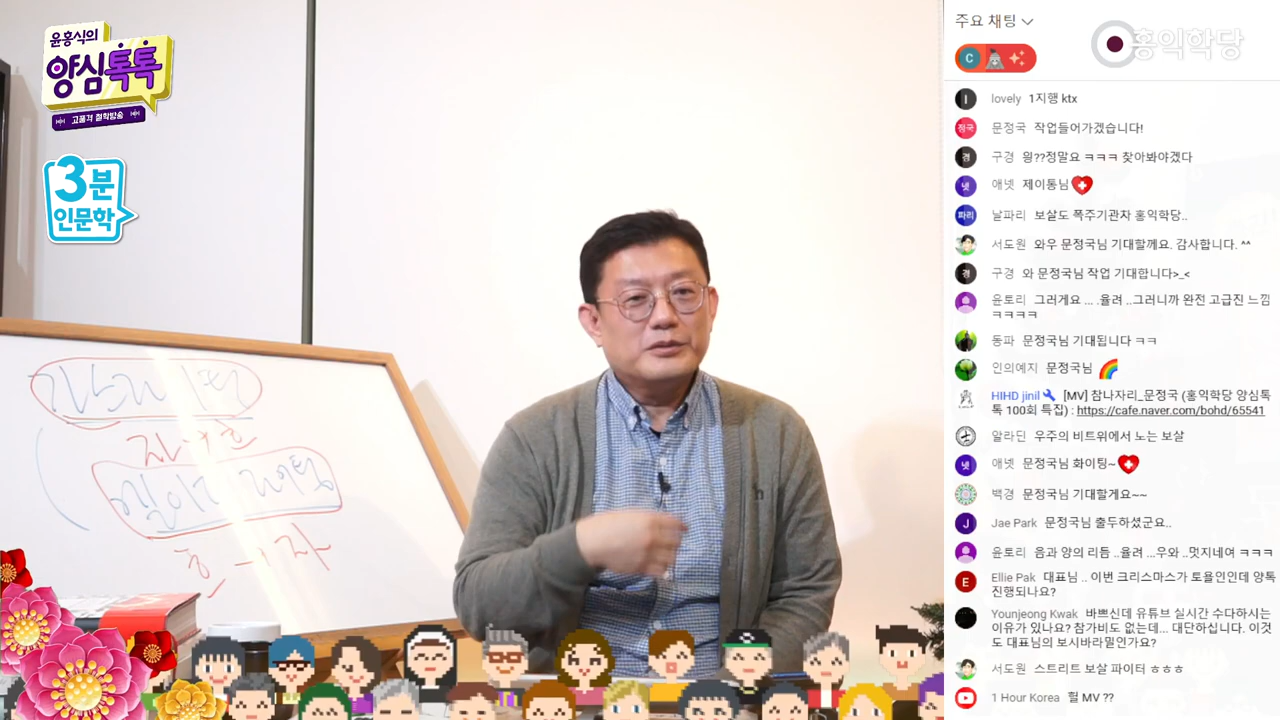 윤홍식의
양심톡톡
고품격 철학방송
3분
인문학
주요 채팅
홍익학당
C
I lovely 1지행 ktx
정국 문정국 작업들어가겠습니다!
경 구경 왕??정말요 ㅋㅋㅋ 찾아봐야겠다
넷 애넷 제이통님
파리 날파리 보살도 폭주기관자 홍익학당..
서도원 와우 문정국님 기대할께요. 감사합니다. ^^
경 구경 와 문정국님 작업 기대합니다>_<
윤토리 그러게요 ... .율려 ..그러니까 완전 고급진 느낌
ㅋㅋㅋㅋ
동파 문정국님 기대됩니다 ㅋㅋ
인의예지 문정국님
HIHD jinil [MV] 참나자리_문정국 (홍익학당 양심톡
톡 100회 특집) : https://cafe.naver.com/bohd/65541
알라딘 우주의 비트위에서 노는 보살
넷 애넷 문정국님 화이팅~
백경 문정국님 기대할게요~~
J Jae Park 문정국님 출두하셨군요..
윤토리 음과 양의 리듬 ..율려 ...우와 ..멋지네여 ㅋㅋㅋ
E Ellie Pak 대표님 .. 이번 크리스마스가 토욜인인데 양톡
진행되나요?
Younjeong Kwak 바쁘신데 유튜브 실시간 수다하시는
이유가 있나요? 참가비도 없는데... 대단하십니다. 이것
도 대표님의 보시바라밀인가요?
서도원 스트리트 보살 파이터 ㅎㅎㅎ
1 Hour Korea 헐 MV ??